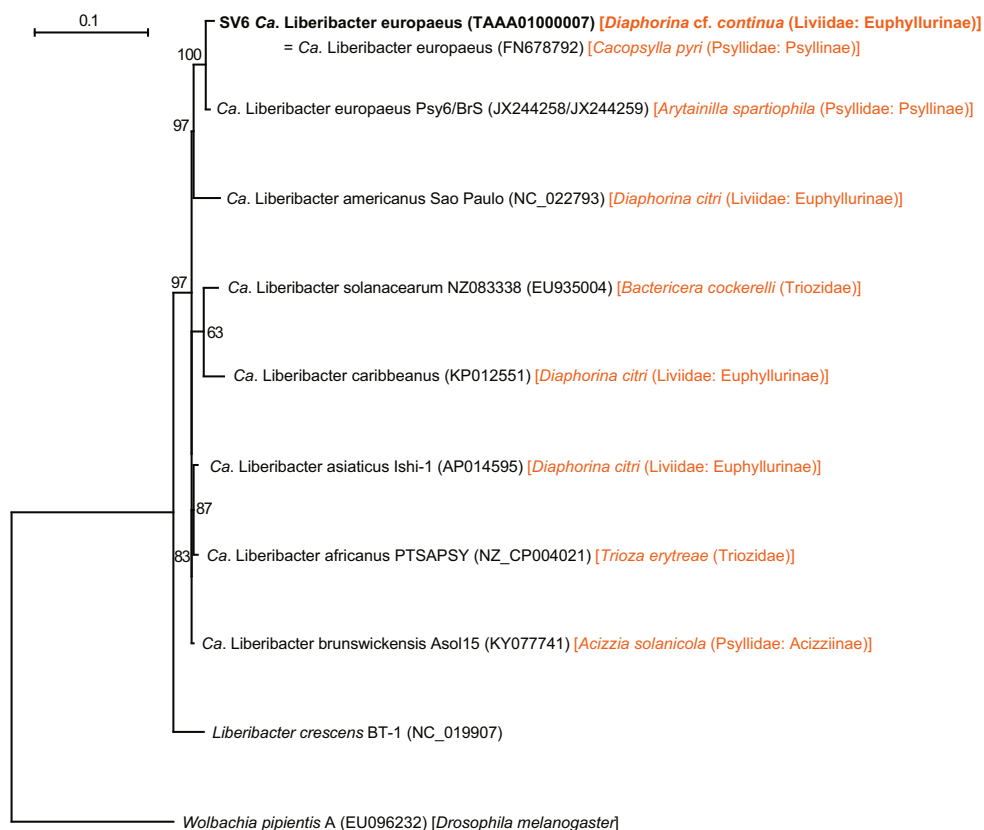 0.1
SV6 Ca. Liberibacter europaeus (TAAA01000007) [Diaphorina cf. continua (Liviidae: Euphyllurinae)]
= Ca. Liberibacter europaeus (FN678792) [Cacopsylla pyri (Psyllidae: Psyllinae)]
100
Ca. Liberibacter europaeus Psy6/BrS (JX244258/JX244259) [Arytainilla spartiophila (Psyllidae: Psyllinae)]
97
Ca. Liberibacter americanus Sao Paulo (NC_022793) [Diaphorina citri (Liviidae: Euphyllurinae)]
97
Ca. Liberibacter solanacearum NZ083338 (EU935004) [Bactericera cockerelli (Triozidae)]
63
Ca. Liberibacter caribbeanus (KP012551) [Diaphorina citri (Liviidae: Euphyllurinae)]
Ca. Liberibacter asiaticus Ishi-1 (AP014595) [Diaphorina citri (Liviidae: Euphyllurinae)]
87
83
Ca. Liberibacter africanus PTSAPSY (NZ_CP004021) [Trioza erytreae (Triozidae)]
Ca. Liberibacter brunswickensis Asol15 (KY077741) [Acizzia solanicola (Psyllidae: Acizziinae)]
Liberibacter crescens BT-1 (NC_019907)
Wolbachia pipientis A (EU096232) [Drosophila melanogaster]